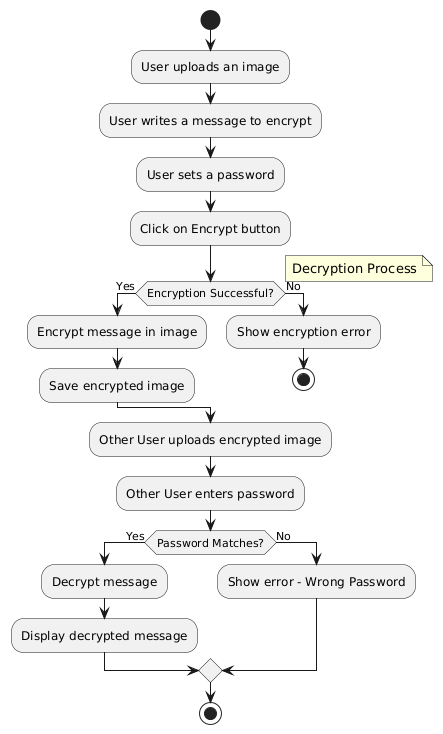 User uploads an image
User writes a message to encrypt
User sets a password
Click on Encrypt button
Decryption Process
Yes
Encryption Successful?
No
Encrypt message in image
Show encryption error
Save encrypted image
Other User uploads encrypted image
Other User enters password
Yes
Password Matches?
No
Decrypt message
Show error - Wrong Password
Display decrypted message